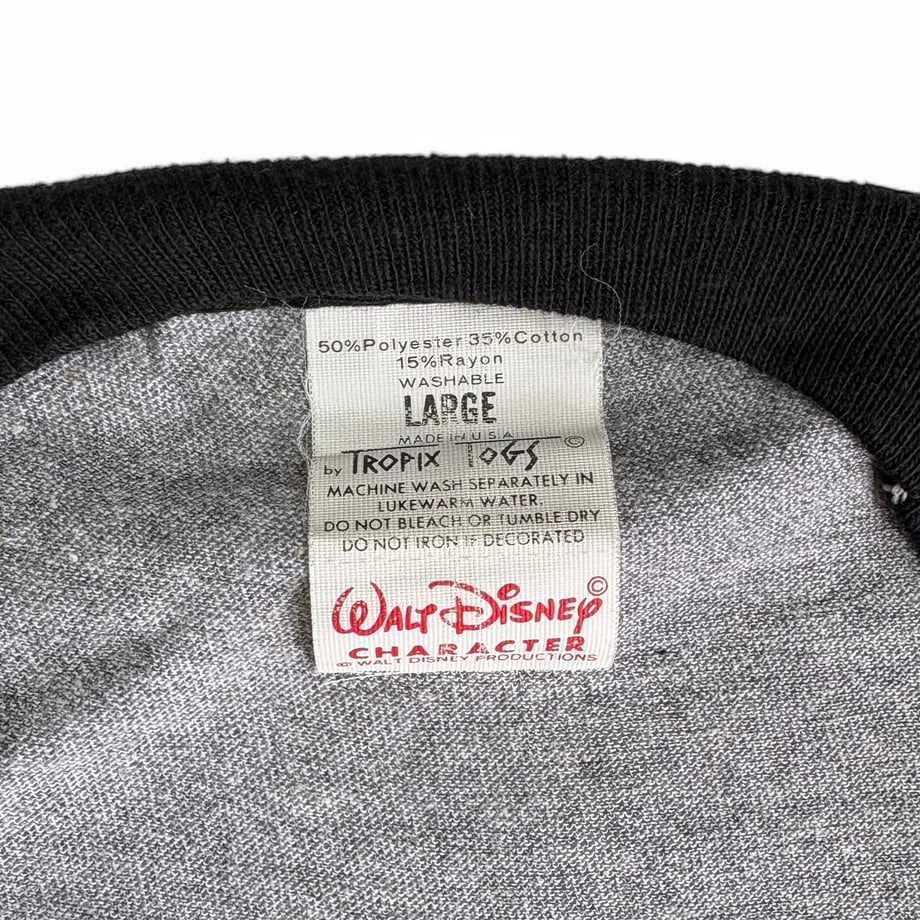 50%Polyester 35%Cotton
15%Rayon
WASHABLE
LARGE
MADE IN U.S.A.
by TROPIX TOGS ©
MACHINE WASH SEPARATELY IN
LUKEWARM WATER
DO NOT BLEACH OR TUMBLE DRY
DO NOT IRON IF DECORATED
WALT DISNEY ©
CHARACTER
© WALT DISNEY PRODUCTIONS